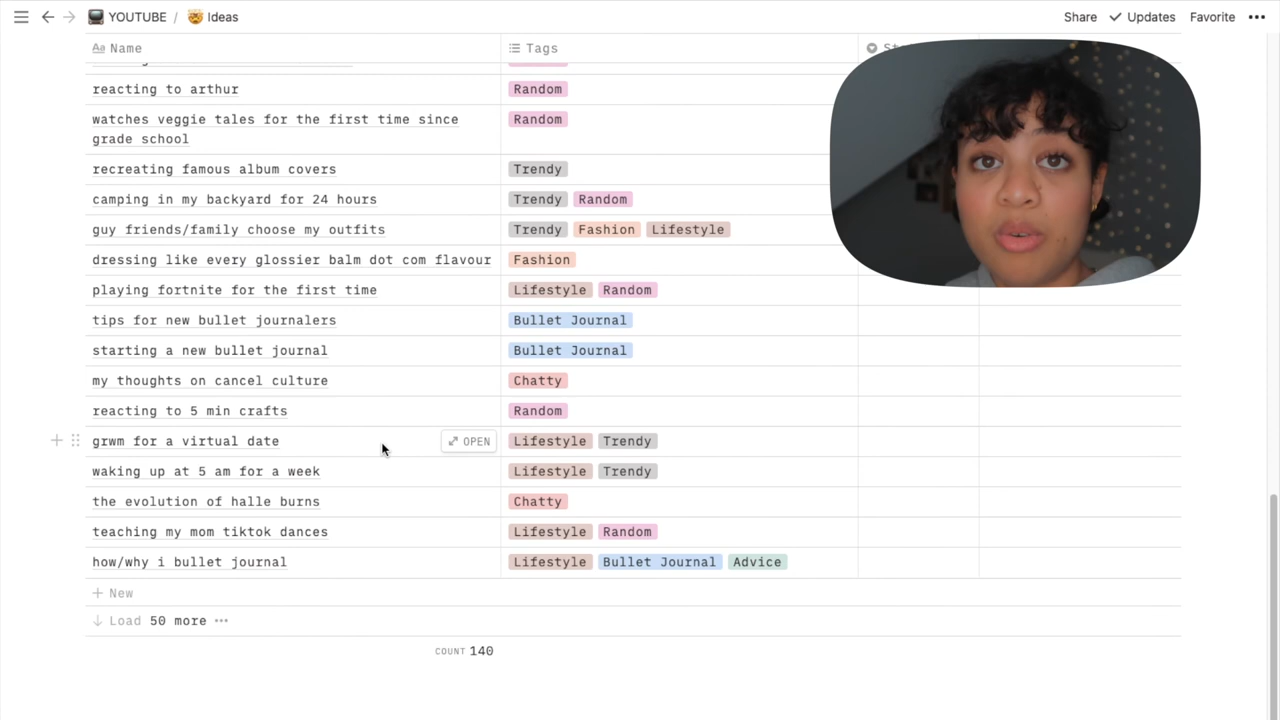 YOUTUBE / Ideas Share Updates Favorite •••
Aa Name Tags
reacting to arthur Random
watches veggie tales for the first time since Random
grade school
recreating famous album covers Trendy
camping in my backyard for 24 hours Trendy Random
guy friends/family choose my outfits Trendy Fashion Lifestyle
dressing like every glossier balm dot com flavour Fashion
playing fortnite for the first time Lifestyle Random
tips for new bullet journalers Bullet Journal
starting a new bullet journal Bullet Journal
my thoughts on cancel culture Chatty
reacting to 5 min crafts Random
grwm for a virtual date OPEN Lifestyle Trendy
waking up at 5 am for a week Lifestyle Trendy
the evolution of halle burns Chatty
teaching my mom tiktok dances Lifestyle Random
how/why i bullet journal Lifestyle Bullet Journal Advice
+ New
Load 50 more •••
COUNT 140